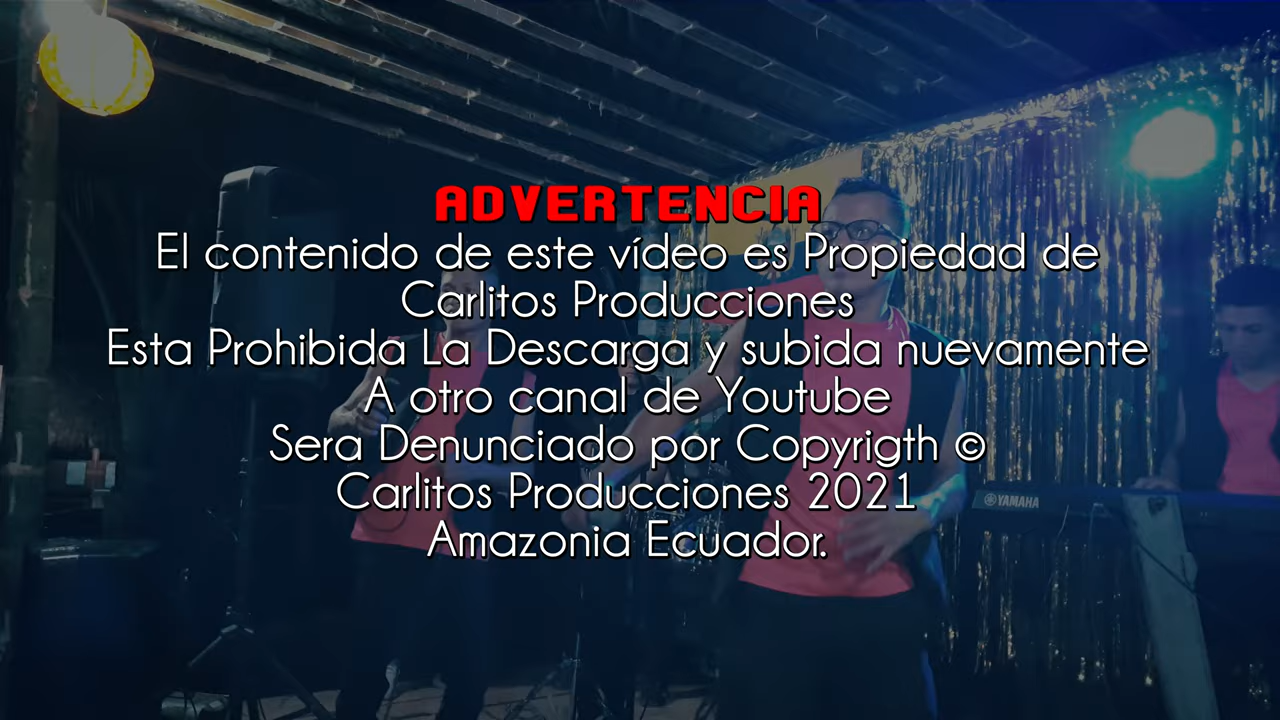 ADVERTENCIA
El contenido de este vídeo es Propiedad de
Carlitos Producciones
Esta Prohibida La Descarga y subida nuevamente
A otro canal de Youtube
Sera Denunciado por Copyrigth ©
Carlitos Producciones 2021
Amazonia Ecuador.
YAMAHA